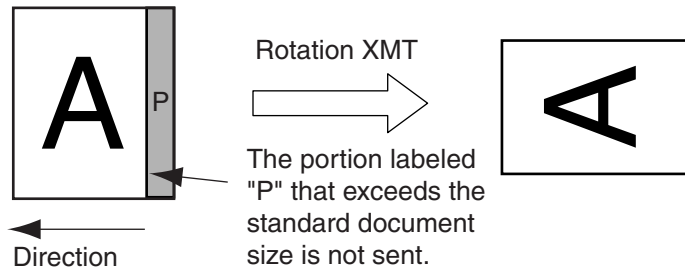 A
P
Rotation XMT
The portion labeled
"P" that exceeds the
standard document
size is not sent.
Direction
A